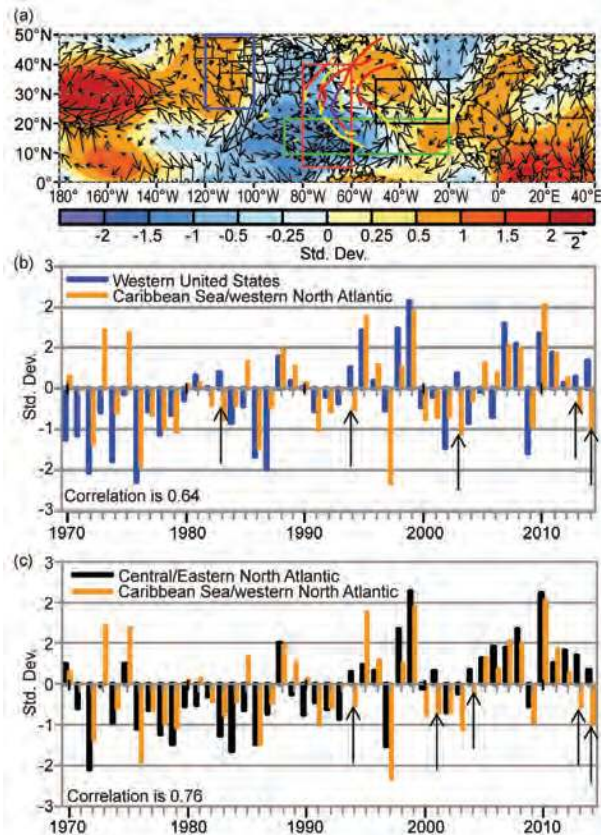 (a)
50°N
40°N
30°N
20°N
10°N
0°
180° 160°W 140°W 120°W 100°W 80°W 60°W 40°W 20°W 0°W 20°E 40°E
-2 -1.5 -1 -0.5 -0.25 0 0.25 0.5 1 1.5 2 2
Std. Dev.
(b)
3
Western United States
Caribbean Sea/western North Atlantic
2
2
0
-1
-2
-3
Std. Dev.
Correlation is 0.64
1970 1980 1990 2000 2010
(c)
3
Central/Eastern North Atlantic
Caribbean Sea/western North Atlantic
2
2
0
-1
-2
-3
Std. Dev.
Correlation is 0.76
1970 1980 1990 2000 2010